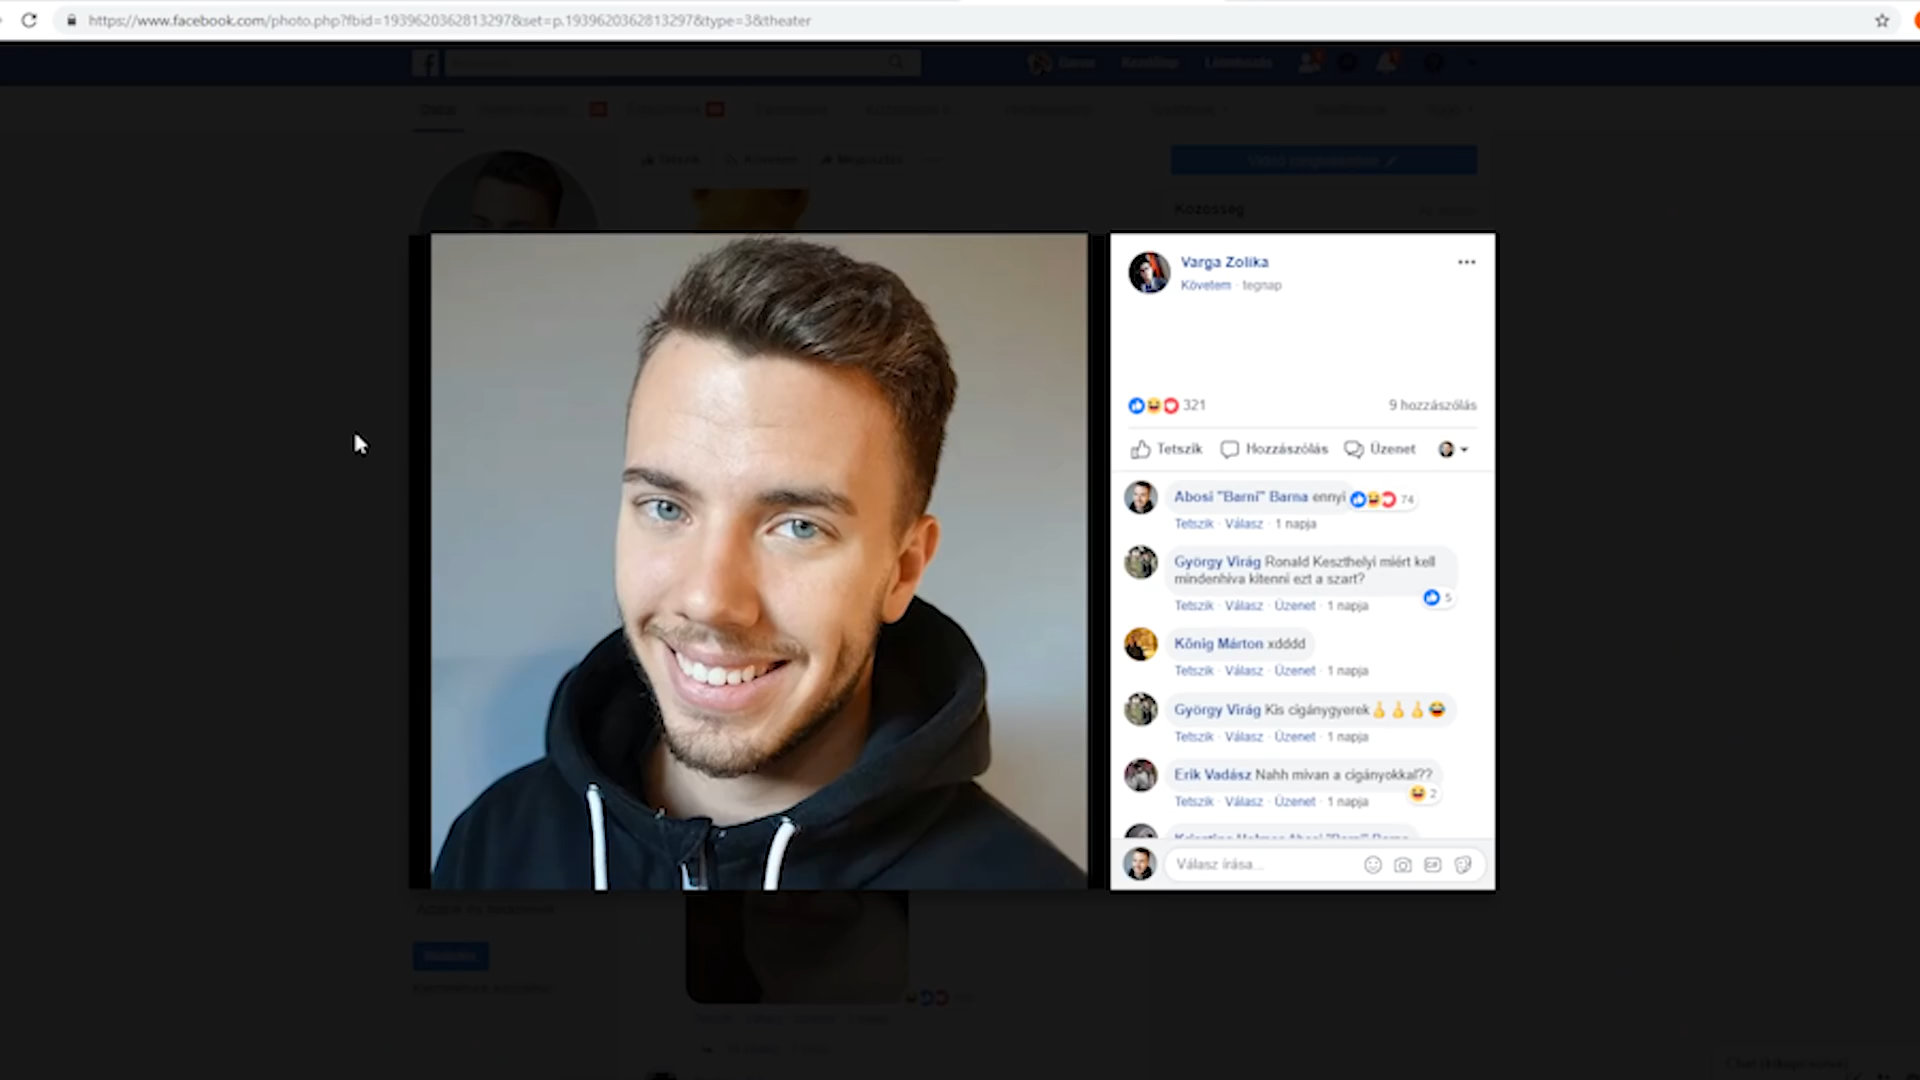 https://www.facebook.com/photo.php?fbid=1939620362813297&set=p.1939620362813297&type=3&theater
Kezdőlap
Létrehozás
Közösség
Varga Zolika
Követem · tegnap
321
9 hozzászólás
Tetszik Hozzászólás Üzenet
Abosi "Barni" Barna ennyi 74
Tetszik · Válasz · 1 napja
György Virág Ronald Keszthelyi miért kell
mindenhiva kitenni ezt a szart?
5
Tetszik · Válasz · Üzenet · 1 napja
Kőnig Márton xdddd
Tetszik · Válasz · Üzenet · 1 napja
György Virág Kis cigánygyerek🖕🖕🖕😂
Tetszik · Válasz · Üzenet · 1 napja
Erik Vadász Nahh mivan a cigányokkal??
2
Tetszik · Válasz · Üzenet · 1 napja
Válasz írása...